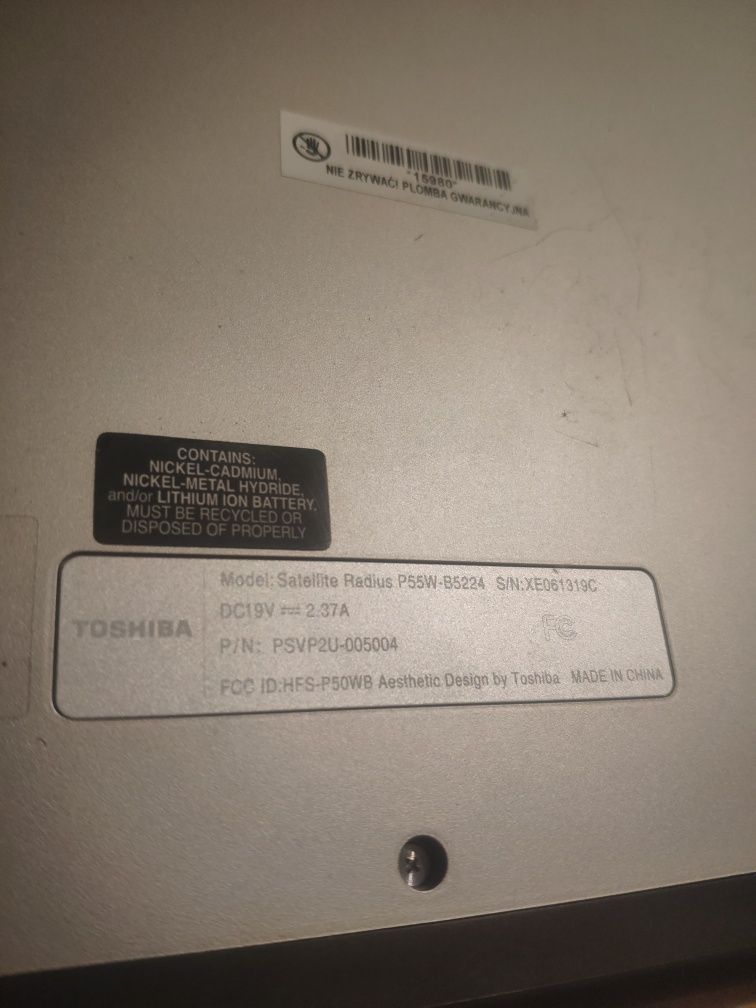 "15980"
NIE ZRYWAĆ! PLOMBA GWARANCYJNA
CONTAINS:
NICKEL-CADMIUM,
NICKEL-METAL HYDRIDE,
and/or LITHIUM ION BATTERY.
MUST BE RECYCLED OR
DISPOSED OF PROPERLY
TOSHIBA
Model: Satellite Radius P55W-B5224 S/N:XE061319C
DC19V ⎓ 2.37A
P/N: PSVP2U-005004
FC
FCC ID:HFS-P50WB Aesthetic Design by Toshiba MADE IN CHINA